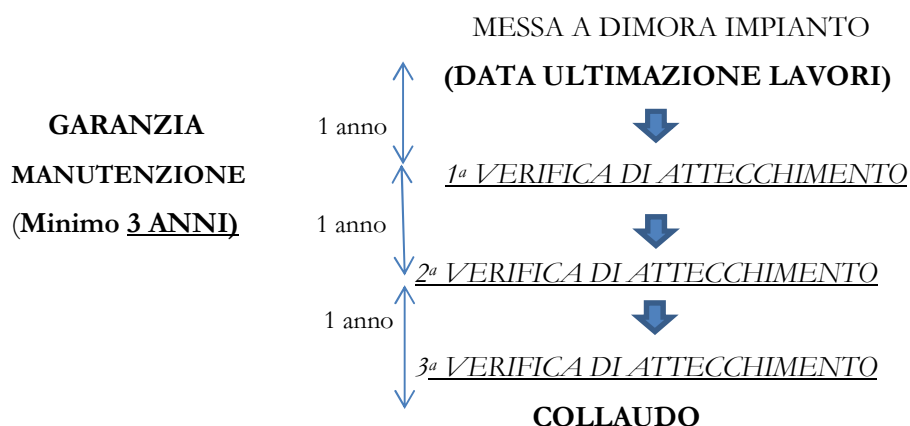 MESSA A DIMORA IMPIANTO
(DATA ULTIMAZIONE LAVORI)
GARANZIA
MANUTENZIONE
(Minimo 3 ANNI)
1 anno
1ª VERIFICA DI ATTECCHIMENTO
1 anno
2ª VERIFICA DI ATTECCHIMENTO
1 anno
3ª VERIFICA DI ATTECCHIMENTO
COLLAUDO